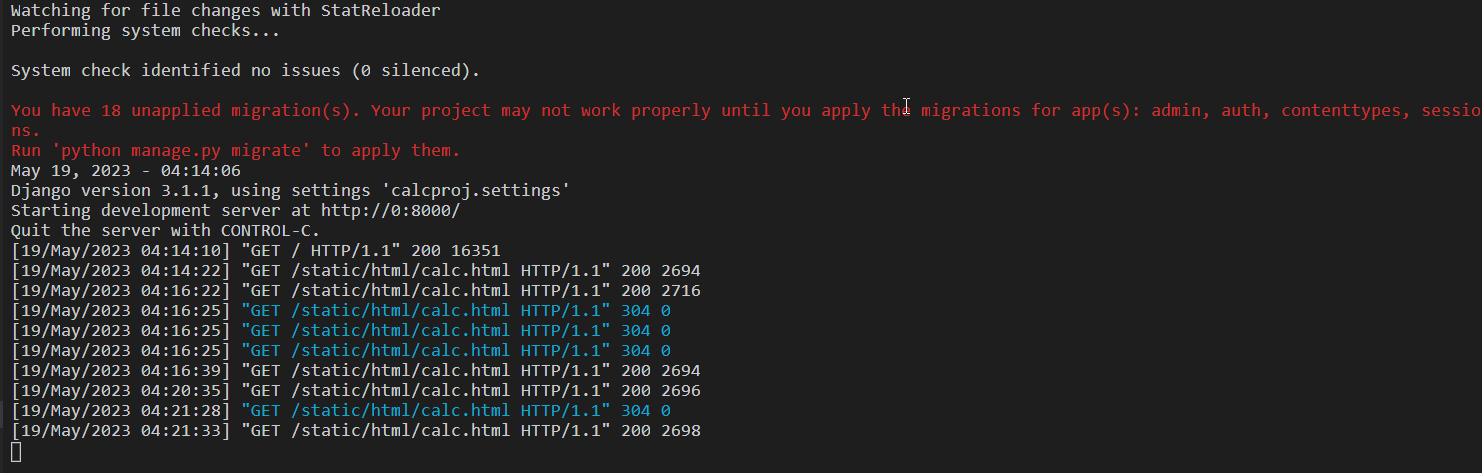 Watching for file changes with StatReloader
Performing system checks...
System check identified no issues (0 silenced).
You have 18 unapplied migration(s). Your project may not work properly until you apply the migrations for app(s): admin, auth, contenttypes, sessio
ns.
Run 'python manage.py migrate' to apply them.
May 19, 2023 - 04:14:06
Django version 3.1.1, using settings 'calcproj.settings'
Starting development server at http://0:8000/
Quit the server with CONTROL-C.
[19/May/2023 04:14:10] "GET / HTTP/1.1" 200 16351
[19/May/2023 04:14:22] "GET /static/html/calc.html HTTP/1.1" 200 2694
[19/May/2023 04:16:22] "GET /static/html/calc.html HTTP/1.1" 200 2716
[19/May/2023 04:16:25] "GET /static/html/calc.html HTTP/1.1" 304 0
[19/May/2023 04:16:25] "GET /static/html/calc.html HTTP/1.1" 304 0
[19/May/2023 04:16:25] "GET /static/html/calc.html HTTP/1.1" 304 0
[19/May/2023 04:16:39] "GET /static/html/calc.html HTTP/1.1" 200 2694
[19/May/2023 04:20:35] "GET /static/html/calc.html HTTP/1.1" 200 2696
[19/May/2023 04:21:28] "GET /static/html/calc.html HTTP/1.1" 304 0
[19/May/2023 04:21:33] "GET /static/html/calc.html HTTP/1.1" 200 2698